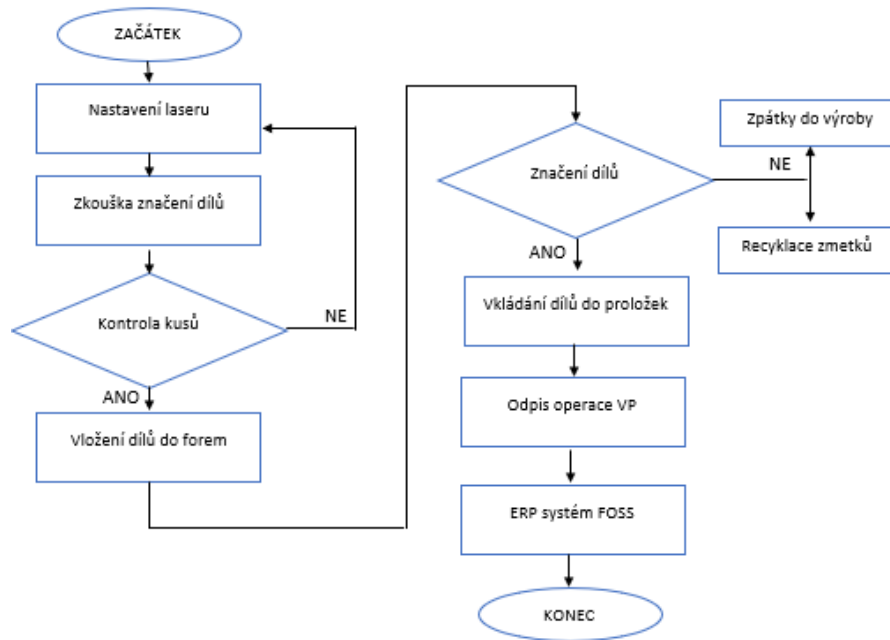 ZAČÁTEK
Nastavení laseru
Zkouška značení dílů
Kontrola kusů
NE
ANO
Vložení dílů do forem
Značení dílů
NE
Zpátky do výroby
Recyklace zmetků
ANO
Vkládání dílů do proložek
Odpis operace VP
ERP systém FOSS
KONEC